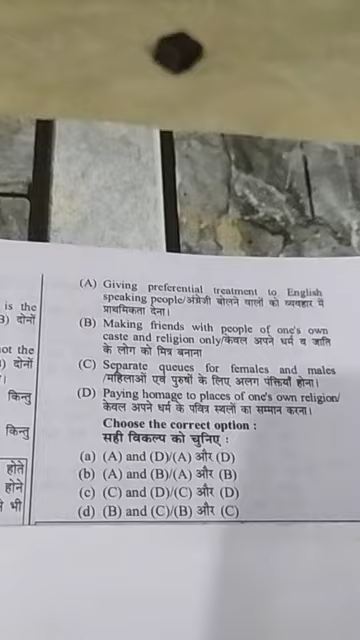 (A) Giving preferential treatment to English
speaking people/अंग्रेजी बोलने वालों को व्यवहार में
प्राथमिकता देना।
(B) Making friends with people of one's own
caste and religion only/केवल अपने धर्म व जाति
के लोग को मित्र बनाना
(C) Separate queues for females and males
/महिलाओं एवं पुरुषों के लिए अलग पंक्तियाँ होना।
(D) Paying homage to places of one's own religion/
केवल अपने धर्म के पवित्र स्थलों का सम्मान करना।
Choose the correct option :
सही विकल्प को चुनिए :
(a) (A) and (D)/(A) और (D)
(b) (A) and (B)/(A) और (B)
(c) (C) and (D)/(C) और (D)
(d) (B) and (C)/(B) और (C)
is the
दोनों
the
दोनों
किन्तु
किन्तु
होते
होने
भी